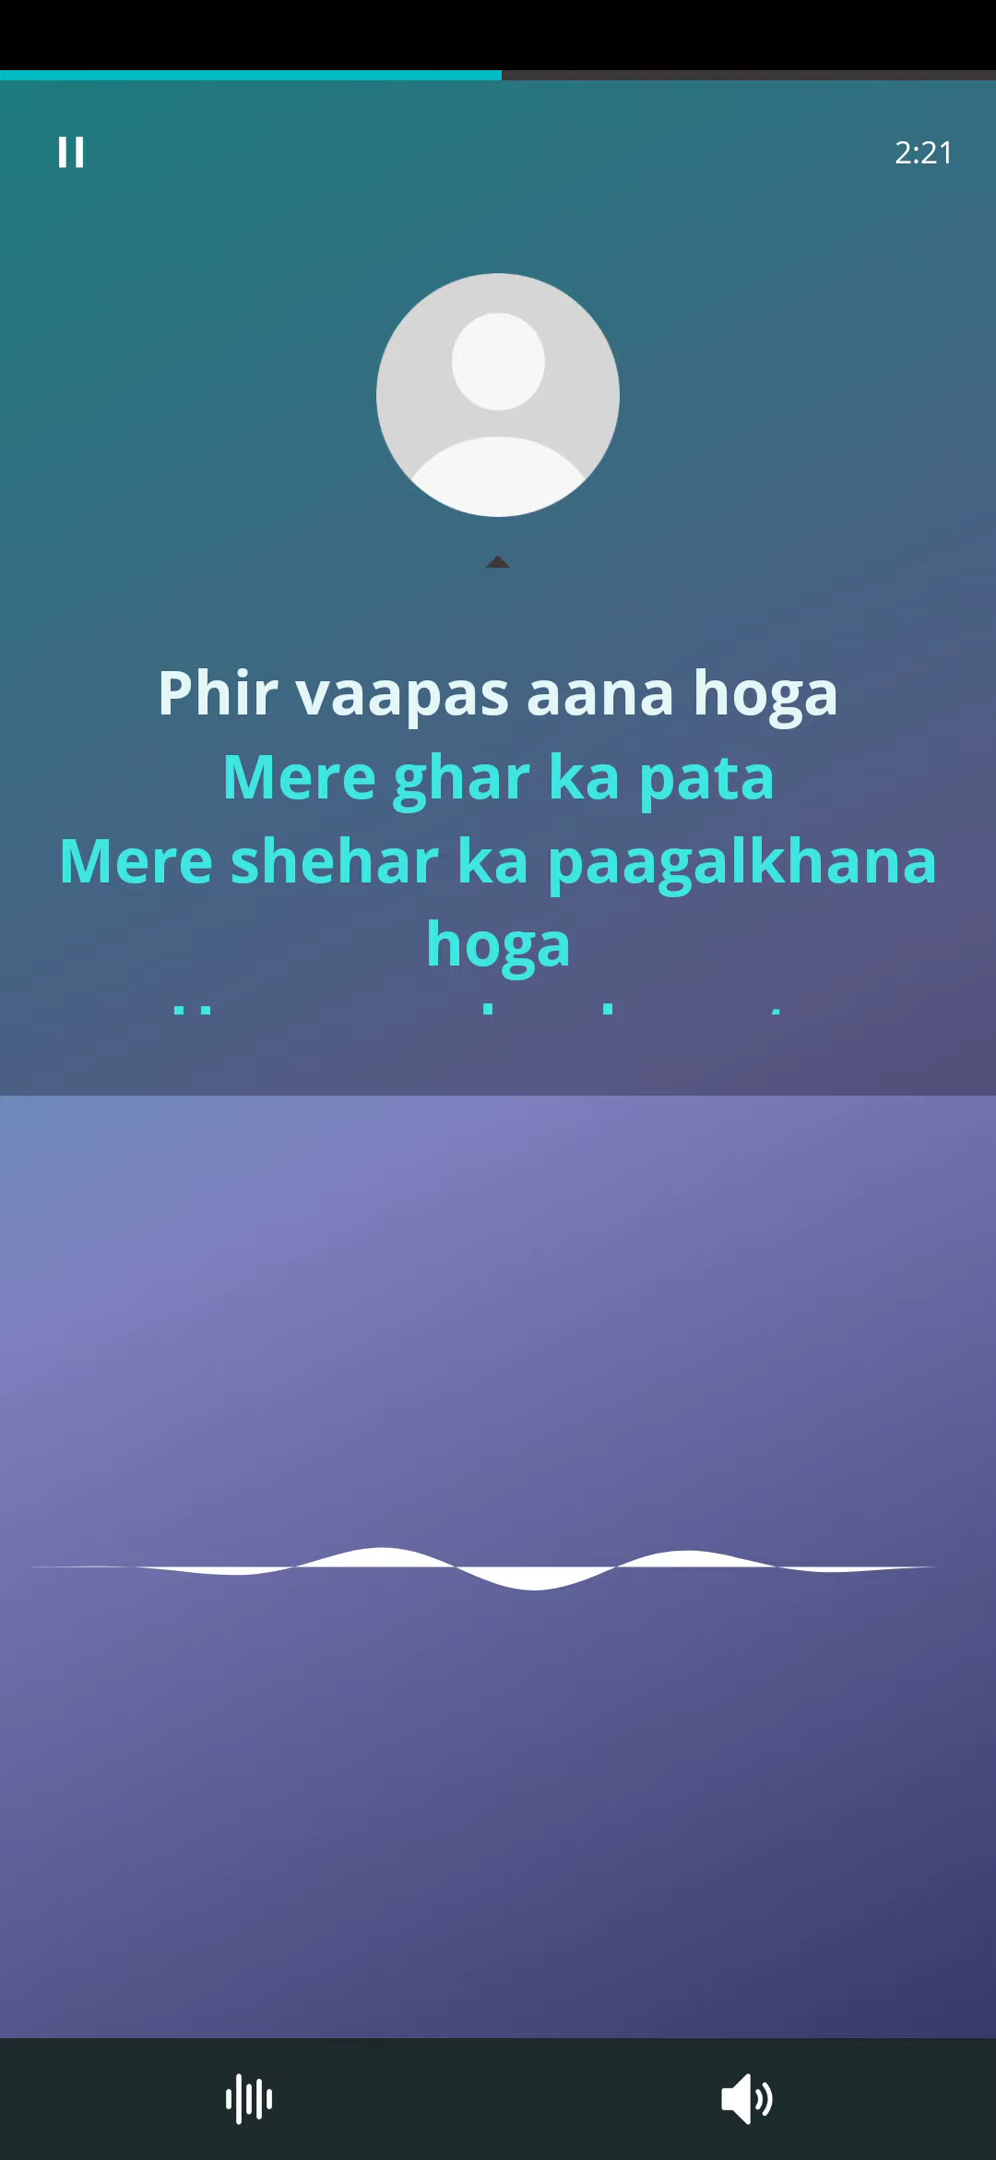 2:21
Phir vaapas aana hoga
Mere ghar ka pata
Mere shehar ka paagalkhana
hoga